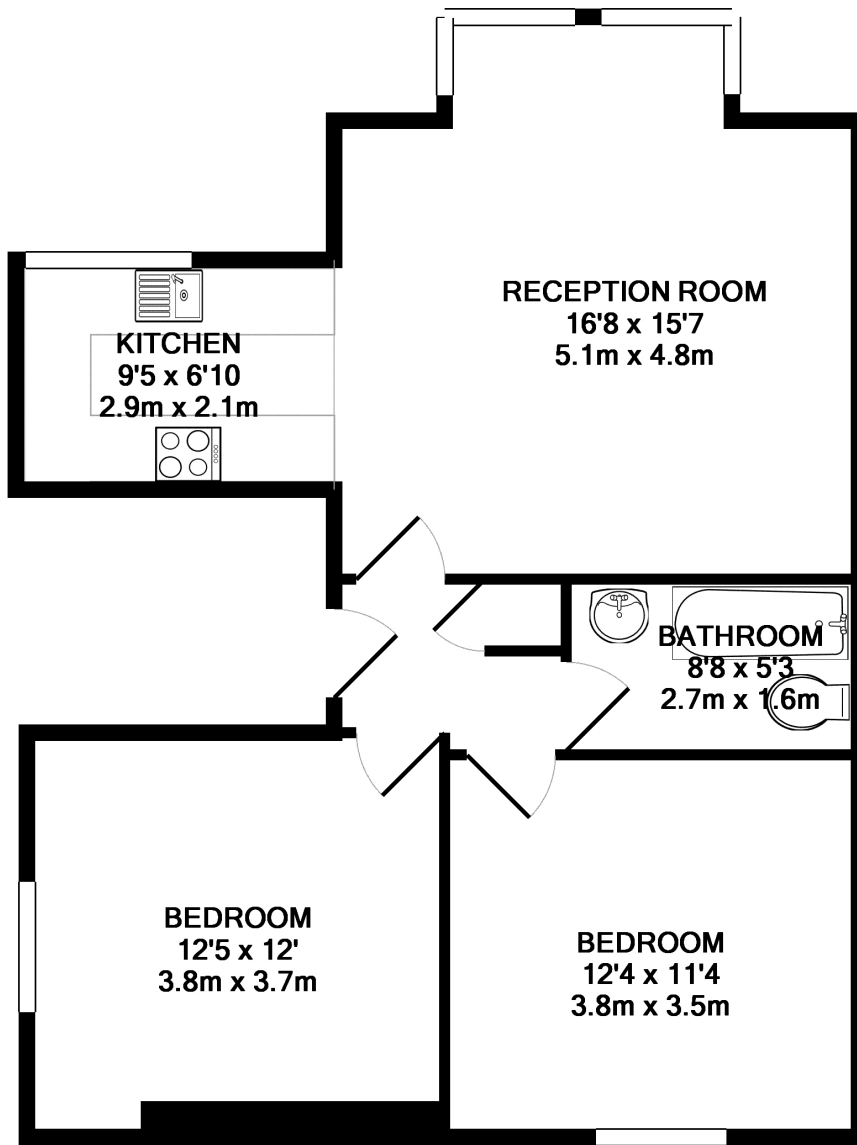 RECEPTION ROOM
16'8 x 15'7
5.1m x 4.8m
KITCHEN
9'5 x 6'10
2.9m x 2.1m
BATHROOM
8'8 x 5'3
2.7m x 1.6m
BEDROOM
12'5 x 12'
3.8m x 3.7m
BEDROOM
12'4 x 11'4
3.8m x 3.5m